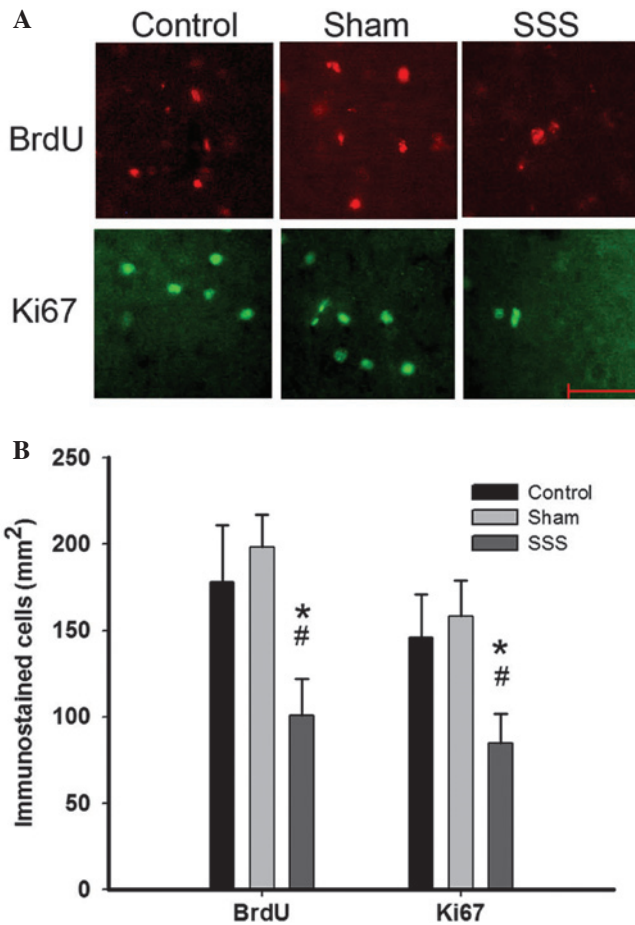 A
Control Sham SSS
BrdU
Ki67
B
Immunostained cells (mm²)
250
200
150
100
50
0
Control
Sham
SSS
*
#
*
#
BrdU Ki67